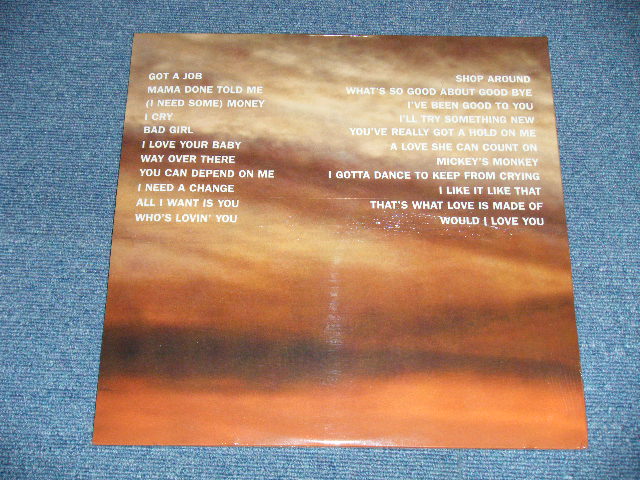 GOT A JOB
MAMA DONE TOLD ME
(I NEED SOME) MONEY
I CRY
BAD GIRL
I LOVE YOUR BABY
WAY OVER THERE
YOU CAN DEPEND ON ME
I NEED A CHANGE
ALL I WANT IS YOU
WHO'S LOVIN' YOU
SHOP AROUND
WHAT'S SO GOOD ABOUT GOOD BYE
I'VE BEEN GOOD TO YOU
I'LL TRY SOMETHING NEW
YOU'VE REALLY GOT A HOLD ON ME
A LOVE SHE CAN COUNT ON
MICKEY'S MONKEY
I GOTTA DANCE TO KEEP FROM CRYING
I LIKE IT LIKE THAT
THAT'S WHAT LOVE IS MADE OF
WOULD I LOVE YOU